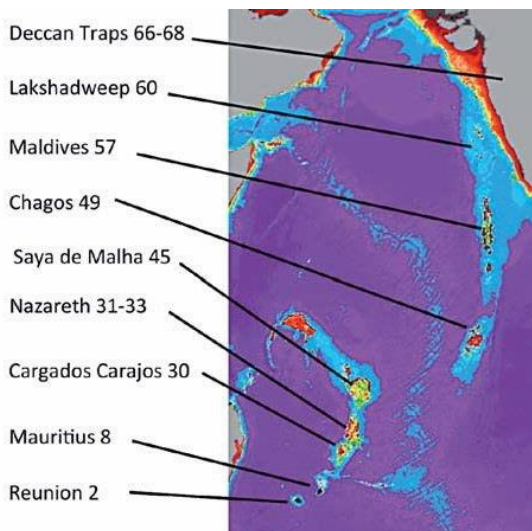 Deccan Traps 66-68
Lakshadweep 60
Maldives 57
Chagos 49
Saya de Malha 45
Nazareth 31-33
Cargados Carajos 30
Mauritius 8
Reunion 2